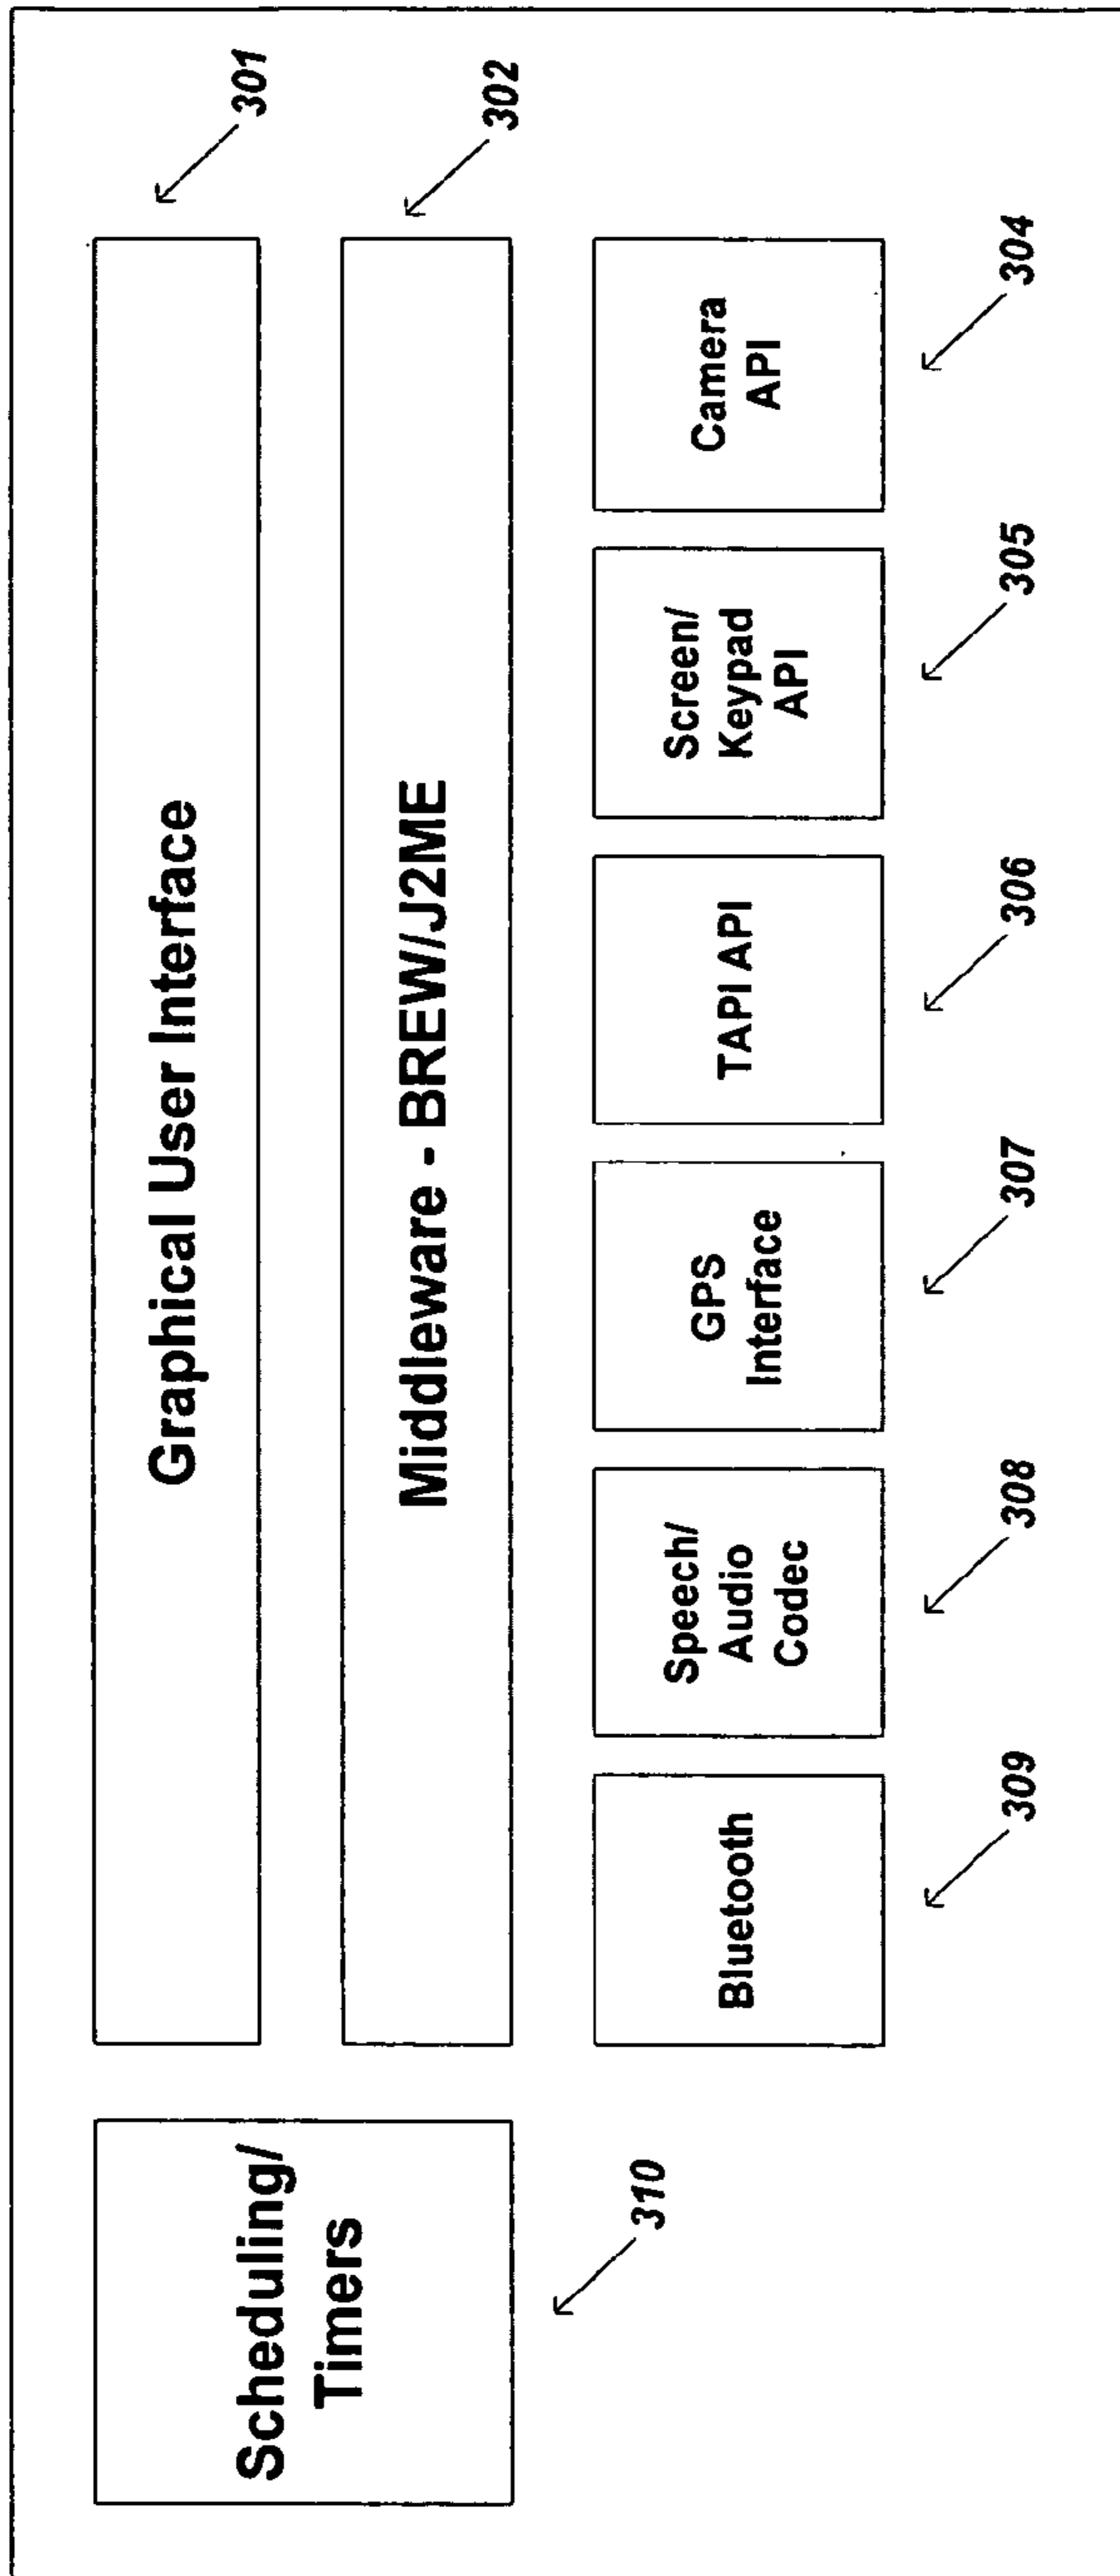 Scheduling/
Timers
310
Graphical User Interface
301
Middleware - BREW/J2ME
302
Bluetooth
309
Speech/
Audio
Codec
308
GPS
Interface
307
TAPI API
306
Screen/
Keypad
API
305
Camera
API
304